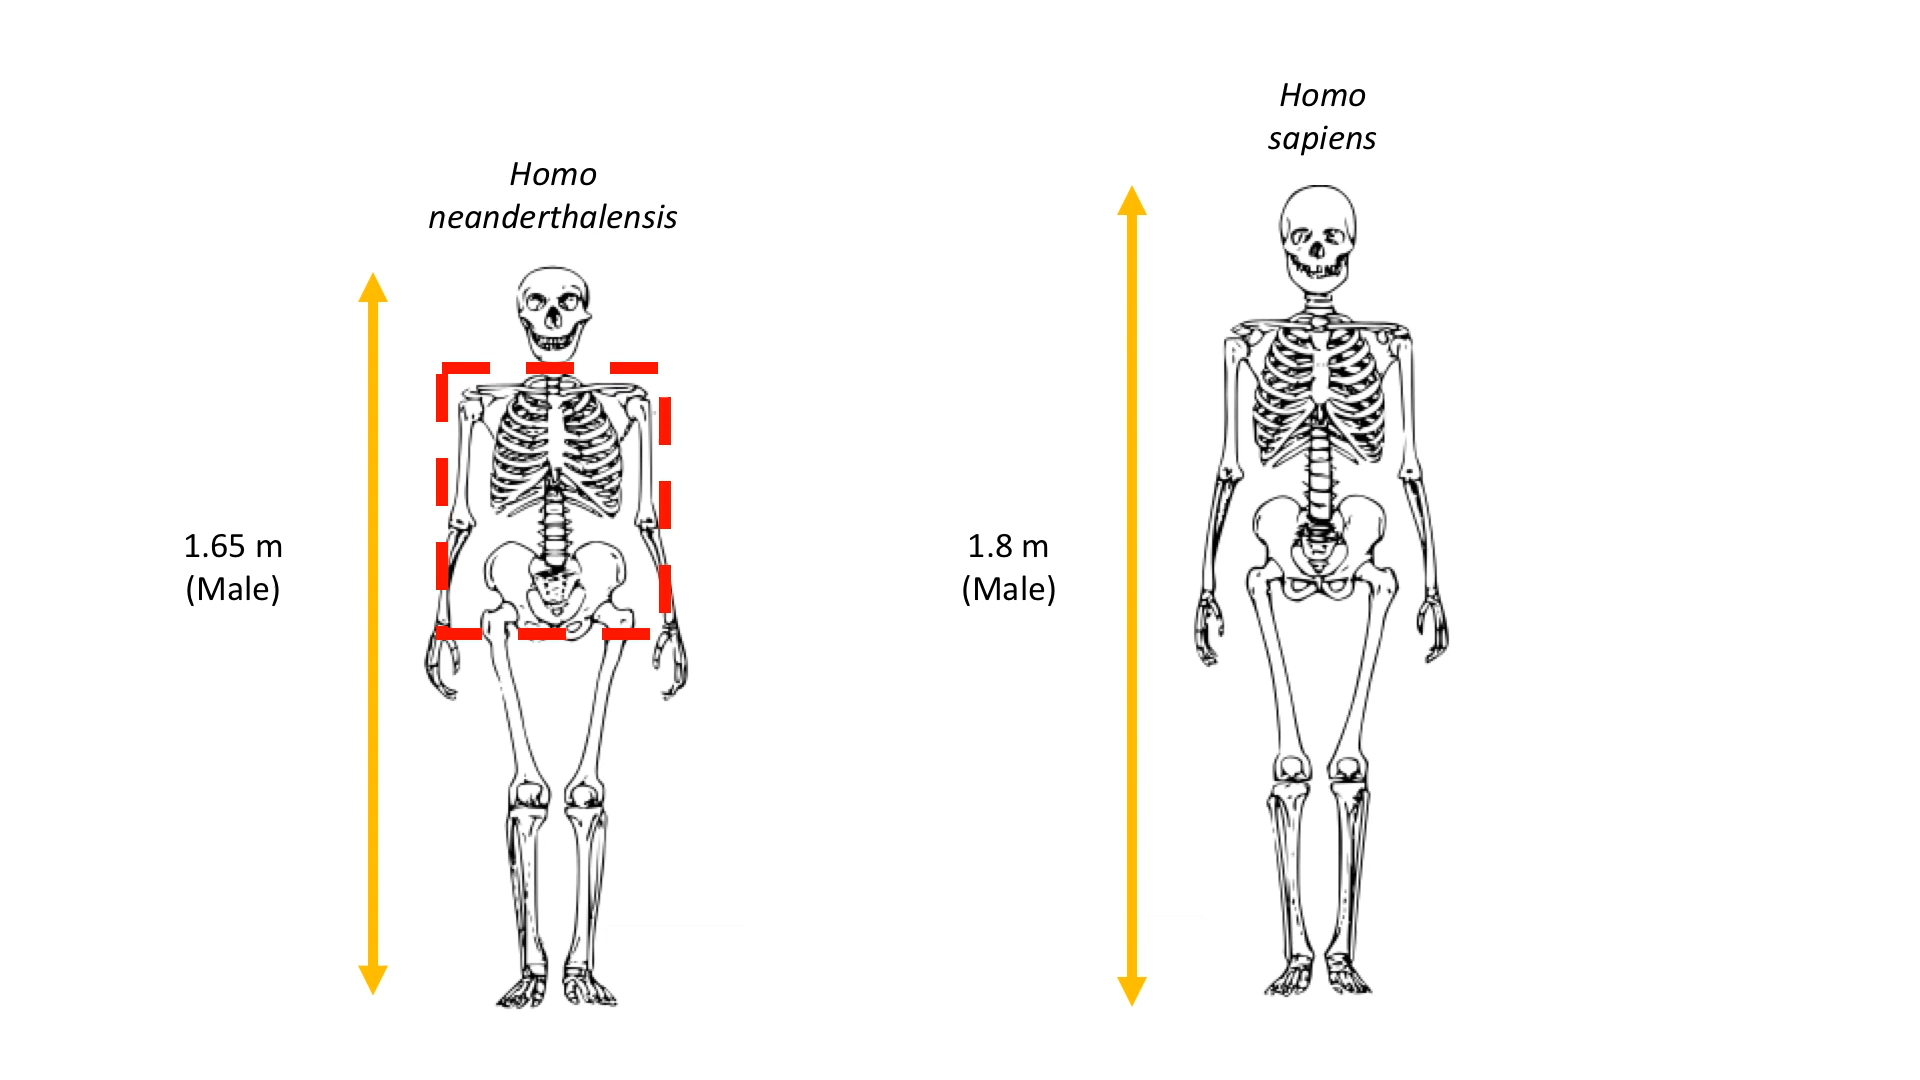 Homo
neanderthalensis
1.65 m
(Male)
Homo
sapiens
1.8 m
(Male)